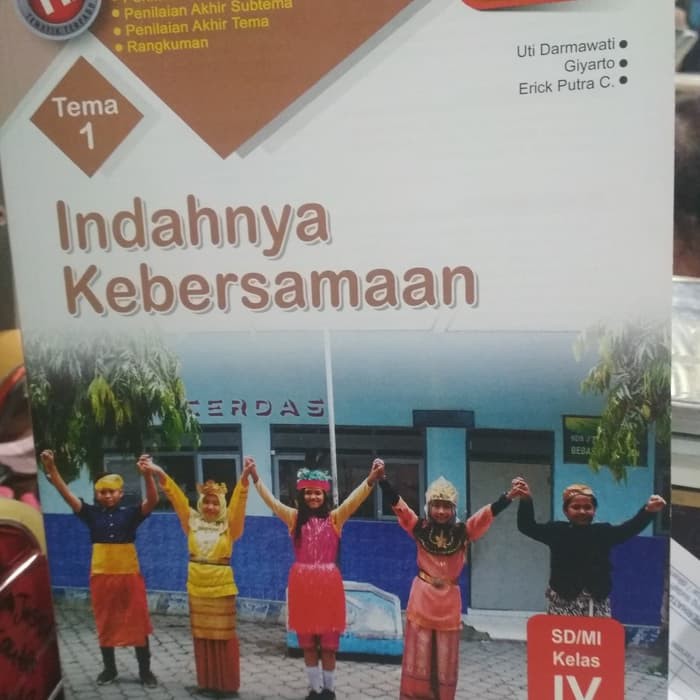 Penilaian Akhir Subtema
• Penilaian Akhir Tema
• Rangkuman
Uti Darmawati •
Giyarto •
Erick Putra C. •
Tema
1
Indahnya
Kebersamaan
CERDAS
SD/MI
Kelas
IV